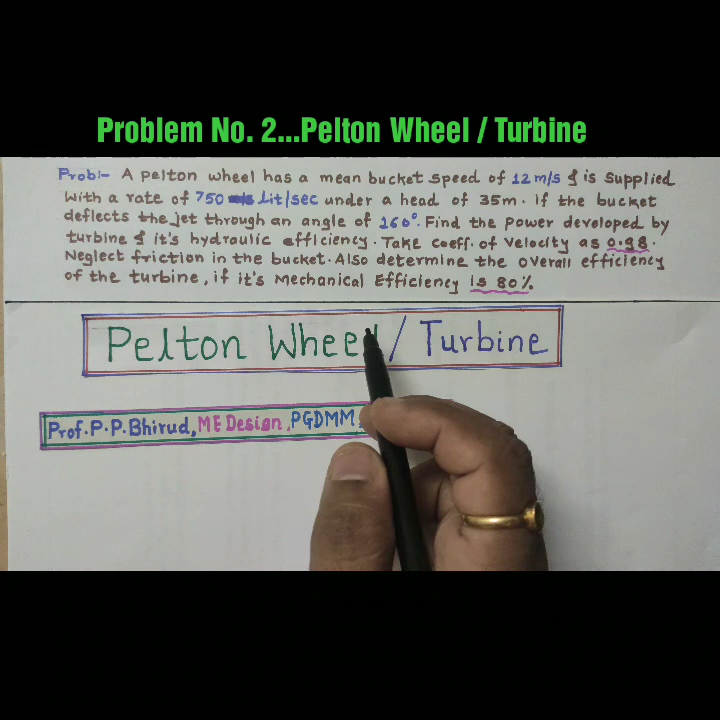 Problem No. 2...Pelton Wheel / Turbine
Prob:- A pelton wheel has a mean bucket speed of 12 m/s & is supplied
with a rate of 750 Lit/sec under a head of 35m. if the bucket
deflects the jet through an angle of 160°. Find the power developed by
turbine & it's hydraulic efficiency. Take coeff. of velocity as 0.98.
Neglect friction in the bucket. Also determine the overall efficiency
of the turbine, if it's Mechanical Efficiency is 80%.
Pelton Wheel / Turbine
Prof. P. P. Bhirud, ME Design, PGDMM